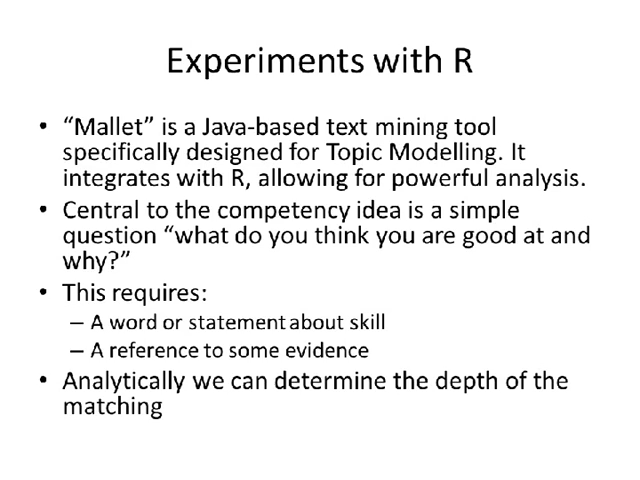 Experiments with R
• “Mallet” is a Java-based text mining tool
specifically designed for Topic Modelling. It
integrates with R, allowing for powerful analysis.
• Central to the competency idea is a simple
question “what do you think you are good at and
why?”
• This requires:
– A word or statement about skill
– A reference to some evidence
• Analytically we can determine the depth of the
matching